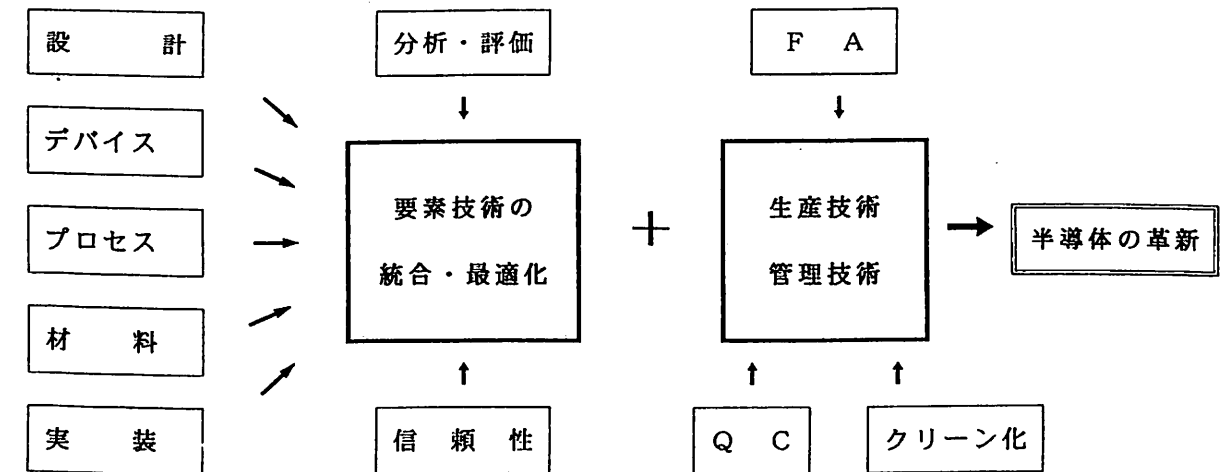 設計
デバイス
プロセス
材料
実装
分析・評価
要素技術の
統合・最適化
信頼性
+
FA
生産技術
管理技術
QC
クリーン化
半導体の革新